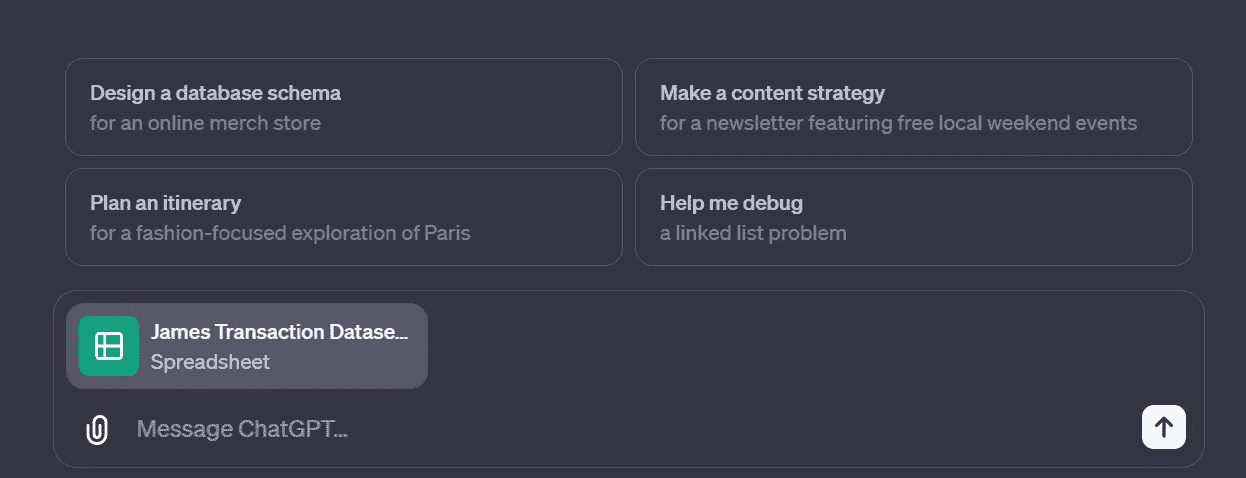 Design a database schema
for an online merch store
Make a content strategy
for a newsletter featuring free local weekend events
Plan an itinerary
for a fashion-focused exploration of Paris
Help me debug
a linked list problem
James Transaction Datase...
Spreadsheet
Message ChatGPT...